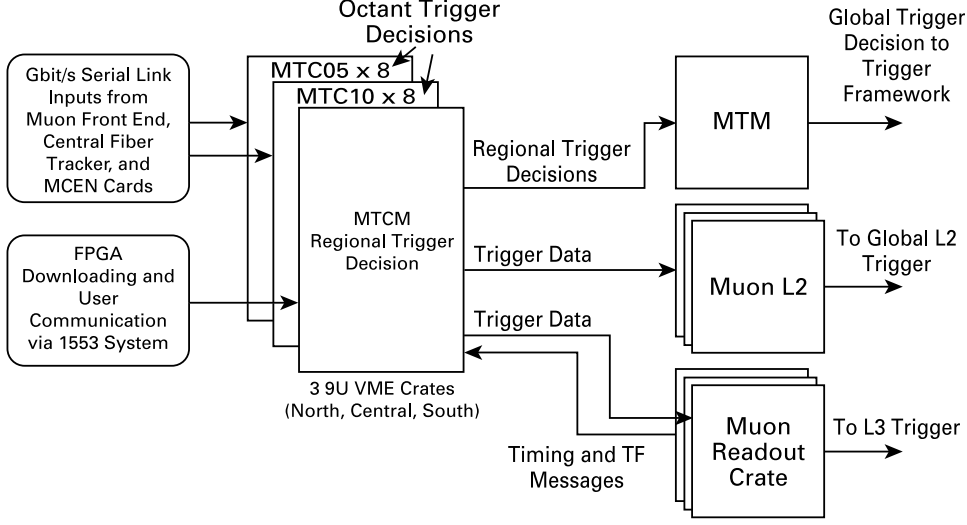 Octant Trigger
Decisions
Global Trigger
Decision to
Trigger
Framework
Gbit/s Serial Link
Inputs from
Muon Front End,
Central Fiber
Tracker, and
MCEN Cards
MTC05 x 8
MTC10 x 8
MTM
Regional Trigger
Decisions
MTCM
Regional Trigger
Decision
FPGA
Downloading and
User
Communication
via 1553 System
Trigger Data
Muon L2
To Global L2
Trigger
Trigger Data
3 9U VME Crates
(North, Central, South)
Timing and TF
Messages
Muon
Readout
Crate
To L3 Trigger